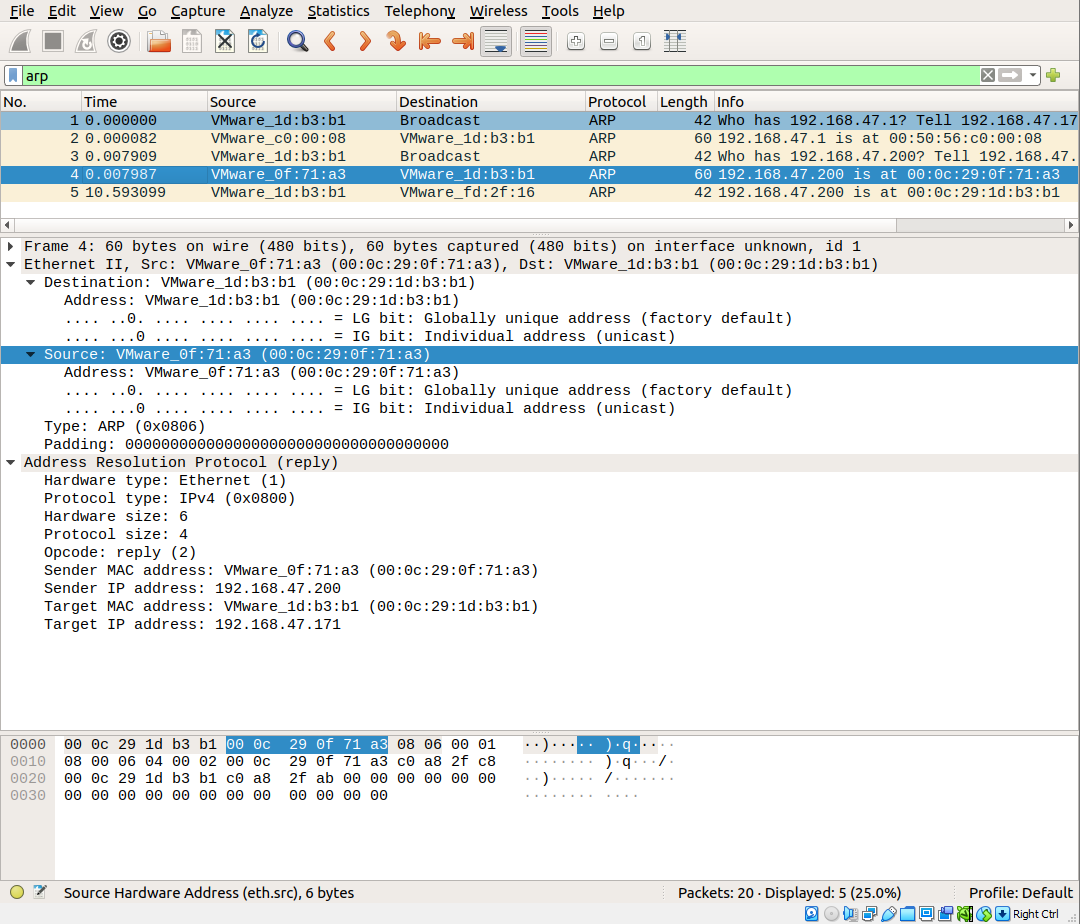 File Edit View Go Capture Analyze Statistics Telephony Wireless Tools Help
arp
No. Time Source Destination Protocol Length Info
1 0.000000 VMware_1d:b3:b1 Broadcast ARP 42 Who has 192.168.47.1? Tell 192.168.47.17
2 0.000082 VMware_c0:00:08 VMware_1d:b3:b1 ARP 60 192.168.47.1 is at 00:50:56:c0:00:08
3 0.007909 VMware_1d:b3:b1 Broadcast ARP 42 Who has 192.168.47.200? Tell 192.168.47.
4 0.007987 VMware_0f:71:a3 VMware_1d:b3:b1 ARP 60 192.168.47.200 is at 00:0c:29:0f:71:a3
5 10.593099 VMware_1d:b3:b1 VMware_fd:2f:16 ARP 42 192.168.47.200 is at 00:0c:29:1d:b3:b1
Frame 4: 60 bytes on wire (480 bits), 60 bytes captured (480 bits) on interface unknown, id 1
Ethernet II, Src: VMware_0f:71:a3 (00:0c:29:0f:71:a3), Dst: VMware_1d:b3:b1 (00:0c:29:1d:b3:b1)
Destination: VMware_1d:b3:b1 (00:0c:29:1d:b3:b1)
Address: VMware_1d:b3:b1 (00:0c:29:1d:b3:b1)
.... ..0. .... .... .... .... = LG bit: Globally unique address (factory default)
.... ...0 .... .... .... .... = IG bit: Individual address (unicast)
Source: VMware_0f:71:a3 (00:0c:29:0f:71:a3)
Address: VMware_0f:71:a3 (00:0c:29:0f:71:a3)
.... ..0. .... .... .... .... = LG bit: Globally unique address (factory default)
.... ...0 .... .... .... .... = IG bit: Individual address (unicast)
Type: ARP (0x0806)
Padding: 000000000000000000000000000000000000
Address Resolution Protocol (reply)
Hardware type: Ethernet (1)
Protocol type: IPv4 (0x0800)
Hardware size: 6
Protocol size: 4
Opcode: reply (2)
Sender MAC address: VMware_0f:71:a3 (00:0c:29:0f:71:a3)
Sender IP address: 192.168.47.200
Target MAC address: VMware_1d:b3:b1 (00:0c:29:1d:b3:b1)
Target IP address: 192.168.47.171
0000 00 0c 29 1d b3 b1 00 0c 29 0f 71 a3 08 06 00 01 ··)····· )·q·····
0010 08 00 06 04 00 02 00 0c 29 0f 71 a3 c0 a8 2f c8 ········ )·q···/·
0020 00 0c 29 1d b3 b1 c0 a8 2f ab 00 00 00 00 00 00 ··)····· /·······
0030 00 00 00 00 00 00 00 00 00 00 00 00 ········ ····
Source Hardware Address (eth.src), 6 bytes
Packets: 20 · Displayed: 5 (25.0%)
Profile: Default
Right Ctrl